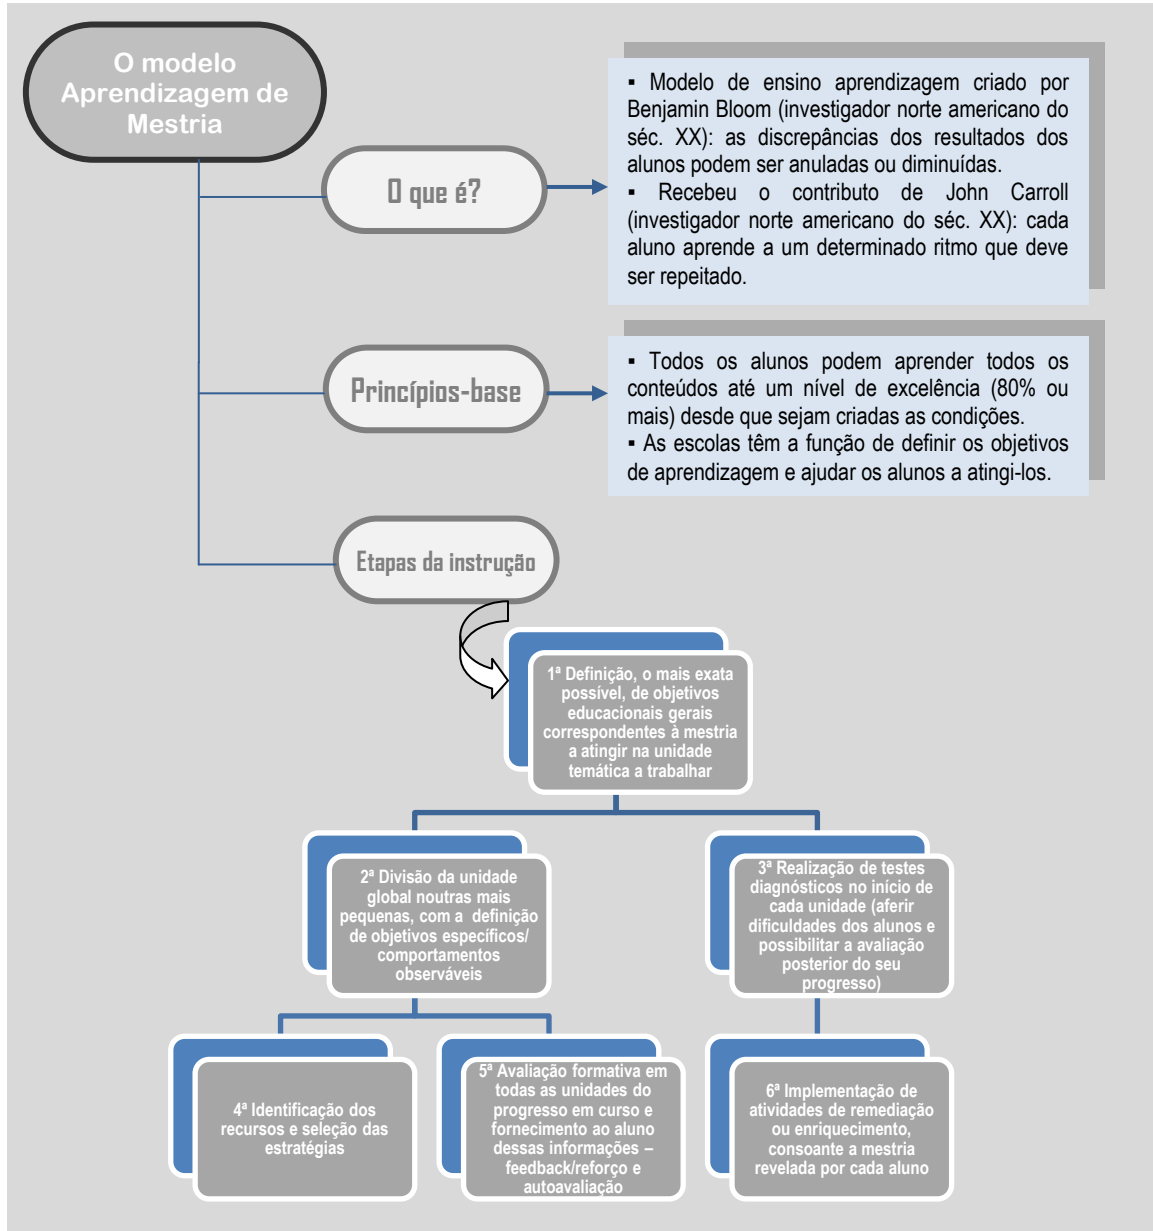 O modelo
Aprendizagem de
Mestria
O que é?
▪ Modelo de ensino aprendizagem criado por
Benjamin Bloom (investigador norte americano do
séc. XX): as discrepâncias dos resultados dos
alunos podem ser anuladas ou diminuídas.
▪ Recebeu o contributo de John Carroll
(investigador norte americano do séc. XX): cada
aluno aprende a um determinado ritmo que deve
ser repeitado.
Princípios-base
▪ Todos os alunos podem aprender todos os
conteúdos até um nível de excelência (80% ou
mais) desde que sejam criadas as condições.
▪ As escolas têm a função de definir os objetivos
de aprendizagem e ajudar os alunos a atingi-los.
Etapas da instrução
1ª Definição, o mais exata
possível, de objetivos
educacionais gerais
correspondentes à mestria
a atingir na unidade
temática a trabalhar
2ª Divisão da unidade
global noutras mais
pequenas, com a definição
de objetivos específicos/
comportamentos
observáveis
3ª Realização de testes
diagnósticos no início de
cada unidade (aferir
dificuldades dos alunos e
possibilitar a avaliação
posterior do seu
progresso)
4ª Identificação dos
recursos e seleção das
estratégias
5ª Avaliação formativa em
todas as unidades do
progresso em curso e
fornecimento ao aluno
dessas informações –
feedback/reforço e
autoavaliação
6ª Implementação de
atividades de remediação
ou enriquecimento,
consoante a mestria
revelada por cada aluno